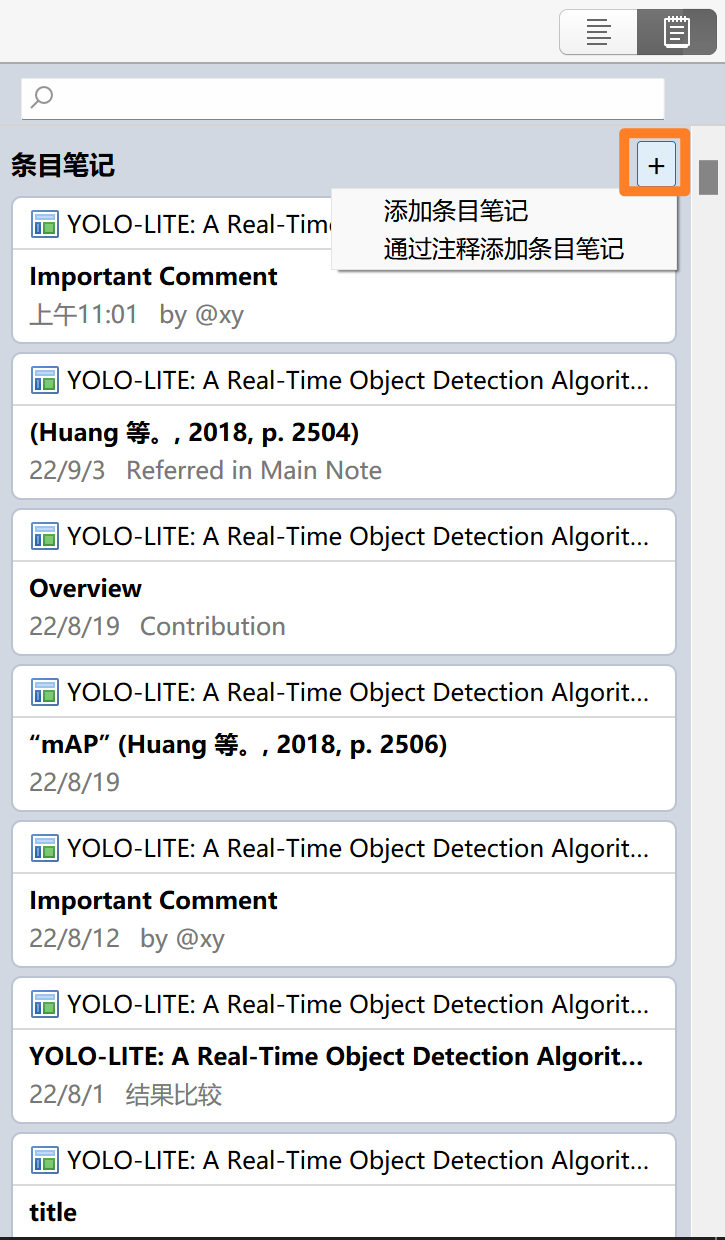 条目笔记
+
添加条目笔记
通过注释添加条目笔记
YOLO-LITE: A Real-Time
Important Comment
上午11:01 by @xy
YOLO-LITE: A Real-Time Object Detection Algorit...
(Huang 等。, 2018, p. 2504)
22/9/3 Referred in Main Note
YOLO-LITE: A Real-Time Object Detection Algorit...
Overview
22/8/19 Contribution
YOLO-LITE: A Real-Time Object Detection Algorit...
“mAP” (Huang 等。, 2018, p. 2506)
22/8/19
YOLO-LITE: A Real-Time Object Detection Algorit...
Important Comment
22/8/12 by @xy
YOLO-LITE: A Real-Time Object Detection Algorit...
YOLO-LITE: A Real-Time Object Detection Algorit...
22/8/1 结果比较
YOLO-LITE: A Real-Time Object Detection Algorit...
title